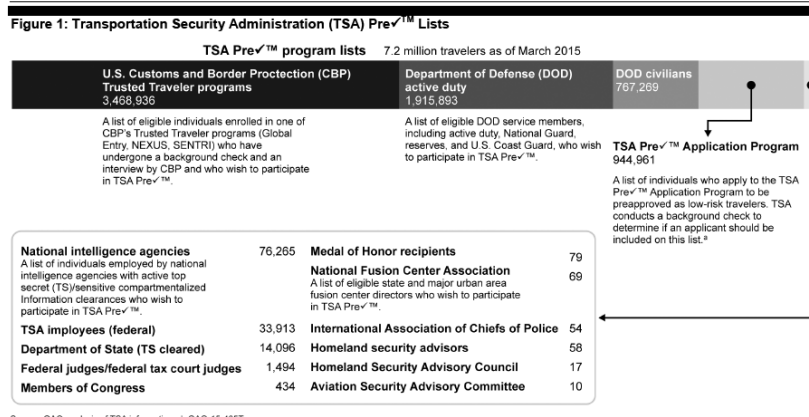 Figure 1: Transportation Security Administration (TSA) Pre✓™ Lists
TSA Pre✓™ program lists 7.2 million travelers as of March 2015
U.S. Customs and Border Proctection (CBP)
Trusted Traveler programs
3,468,936
Department of Defense (DOD)
active duty
1,915,893
DOD civilians
767,269
A list of eligible individuals enrolled in one of
CBP's Trusted Traveler programs (Global
Entry, NEXUS, SENTRI) who have
undergone a background check and an
interview by CBP and who wish to participate
in TSA Pre✓™.
A list of eligible DOD service members,
including active duty, National Guard,
reserves, and U.S. Coast Guard, who wish
to participate in TSA Pre✓™.
TSA Pre✓™ Application Program
944,961
A list of individuals who apply to the TSA
Pre✓™ Application Program to be
preapproved as low-risk travelers. TSA
conducts a background check to
determine if an applicant should be
included on this list.ª
National intelligence agencies 76,265
A list of individuals employed by national
intelligence agencies with active top
secret (TS)/sensitive compartmentalized
Information clearances who wish to
participate in TSA Pre✓™.
TSA imployees (federal) 33,913
Department of State (TS cleared) 14,096
Federal judges/federal tax court judges 1,494
Members of Congress 434
Medal of Honor recipients 79
National Fusion Center Association 69
A list of eligible state and major urban area
fusion center directors who wish to participate
in TSA Pre✓™.
International Association of Chiefs of Police 54
Homeland security advisors 58
Homeland Security Advisory Council 17
Aviation Security Advisory Committee 10